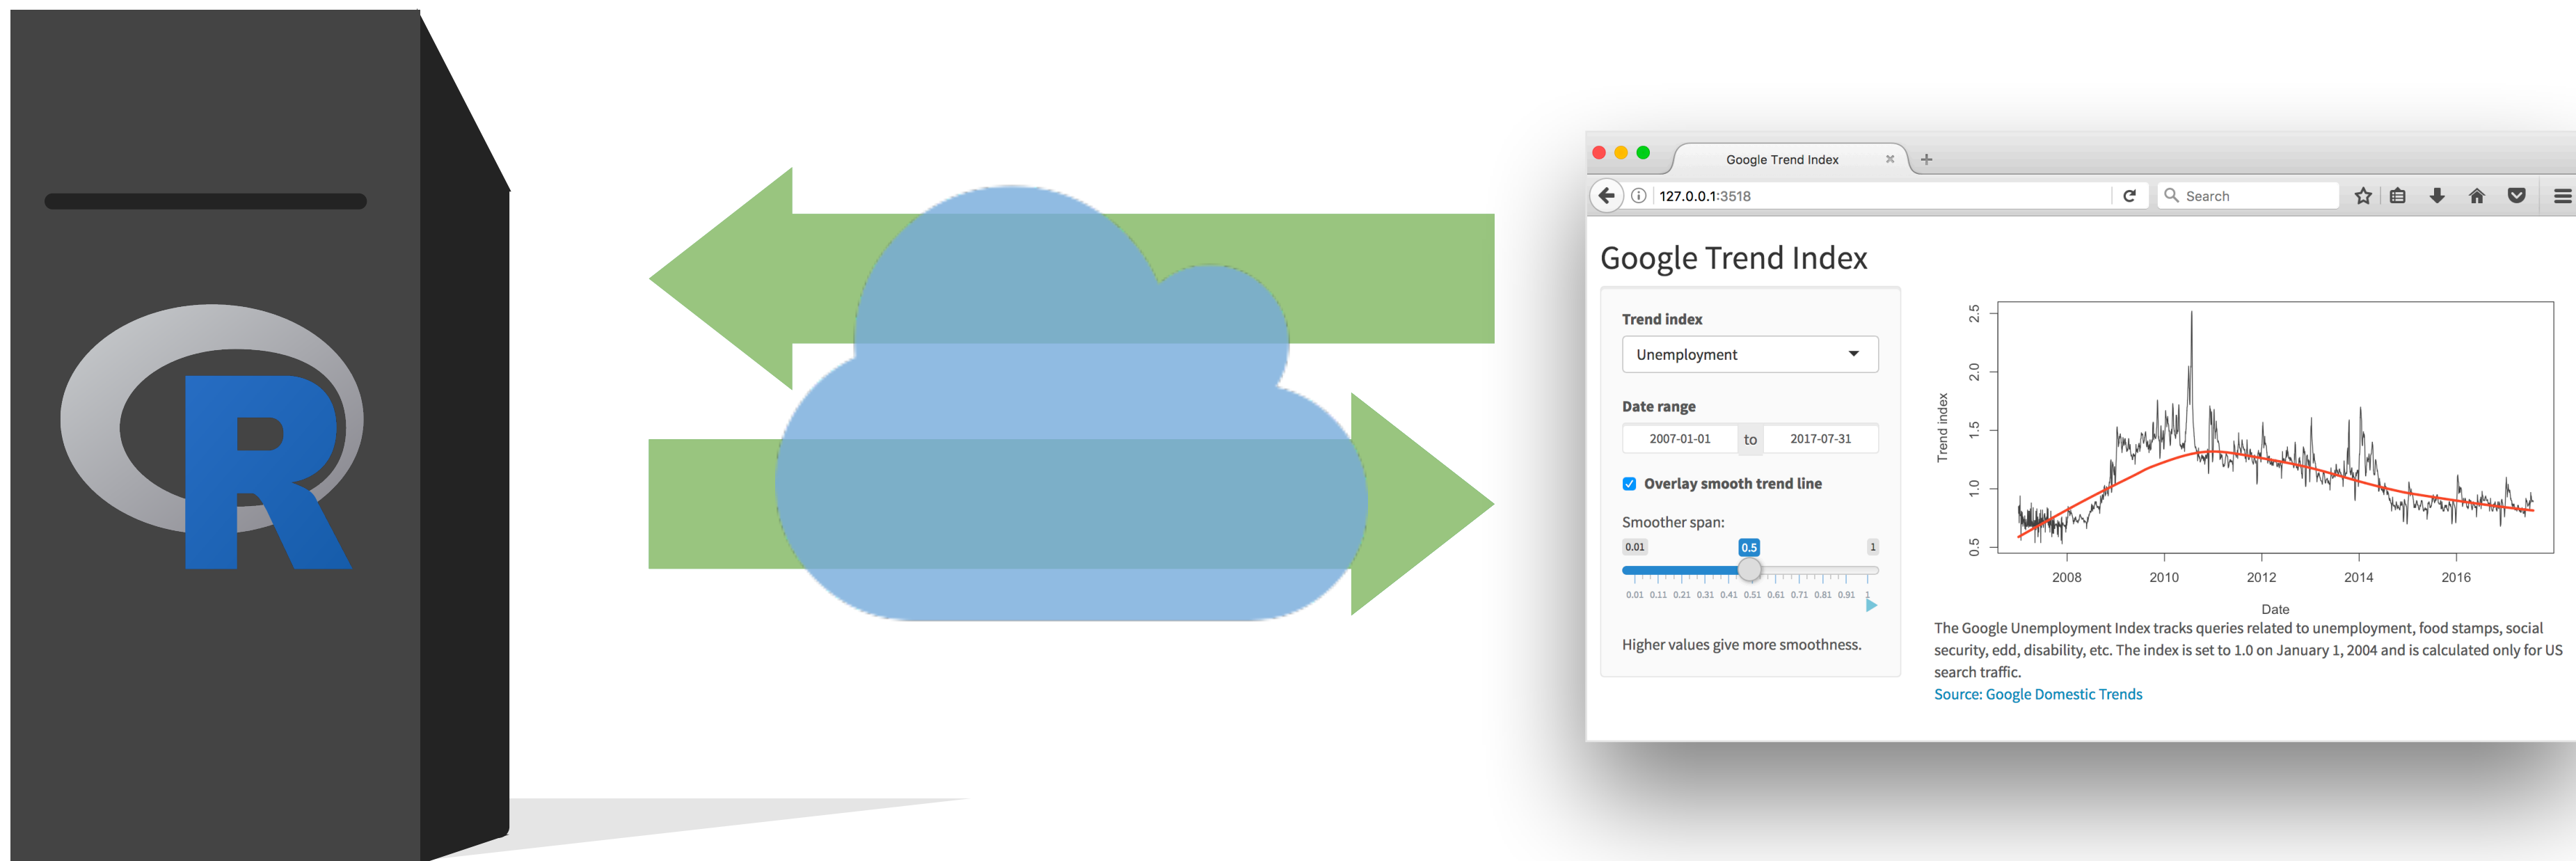 R
Google Trend Index
127.0.0.1:3518
Search
Google Trend Index
Trend index
Unemployment
Date range
2007-01-01 to 2017-07-31
Overlay smooth trend line
Smoother span:
0.01 0.5 1
0.01 0.11 0.21 0.31 0.41 0.51 0.61 0.71 0.81 0.91 1
Higher values give more smoothness.
Trend index
2.5
2.0
1.5
1.0
0.5
2008 2010 2012 2014 2016
Date
The Google Unemployment Index tracks queries related to unemployment, food stamps, social
security, edd, disability, etc. The index is set to 1.0 on January 1, 2004 and is calculated only for US
search traffic.
Source: Google Domestic Trends